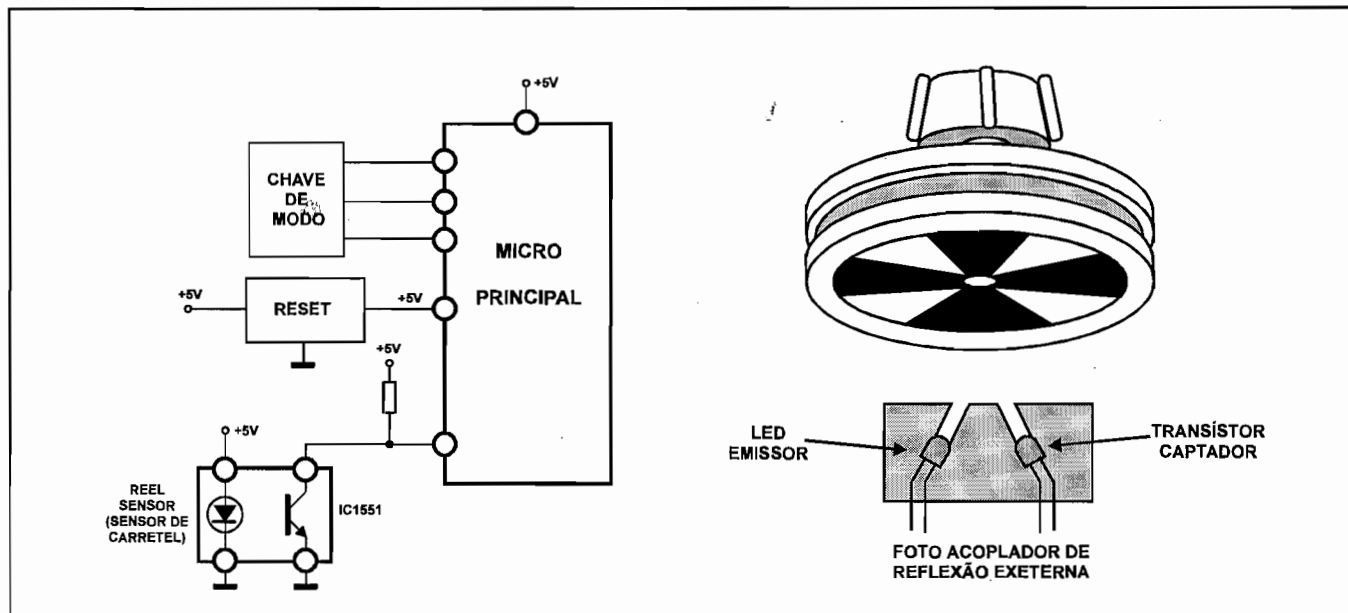 +5V
CHAVE
DE
MODO
MICRO
PRINCIPAL
+5V
RESET
+5V
+5V
+5V
REEL
SENSOR
(SENSOR DE
CARRETEL)
IC1551
LED
EMISSOR
TRANSÍSTOR
CAPTADOR
FOTO ACOPLADOR DE
REFLEXÃO EXETERNA